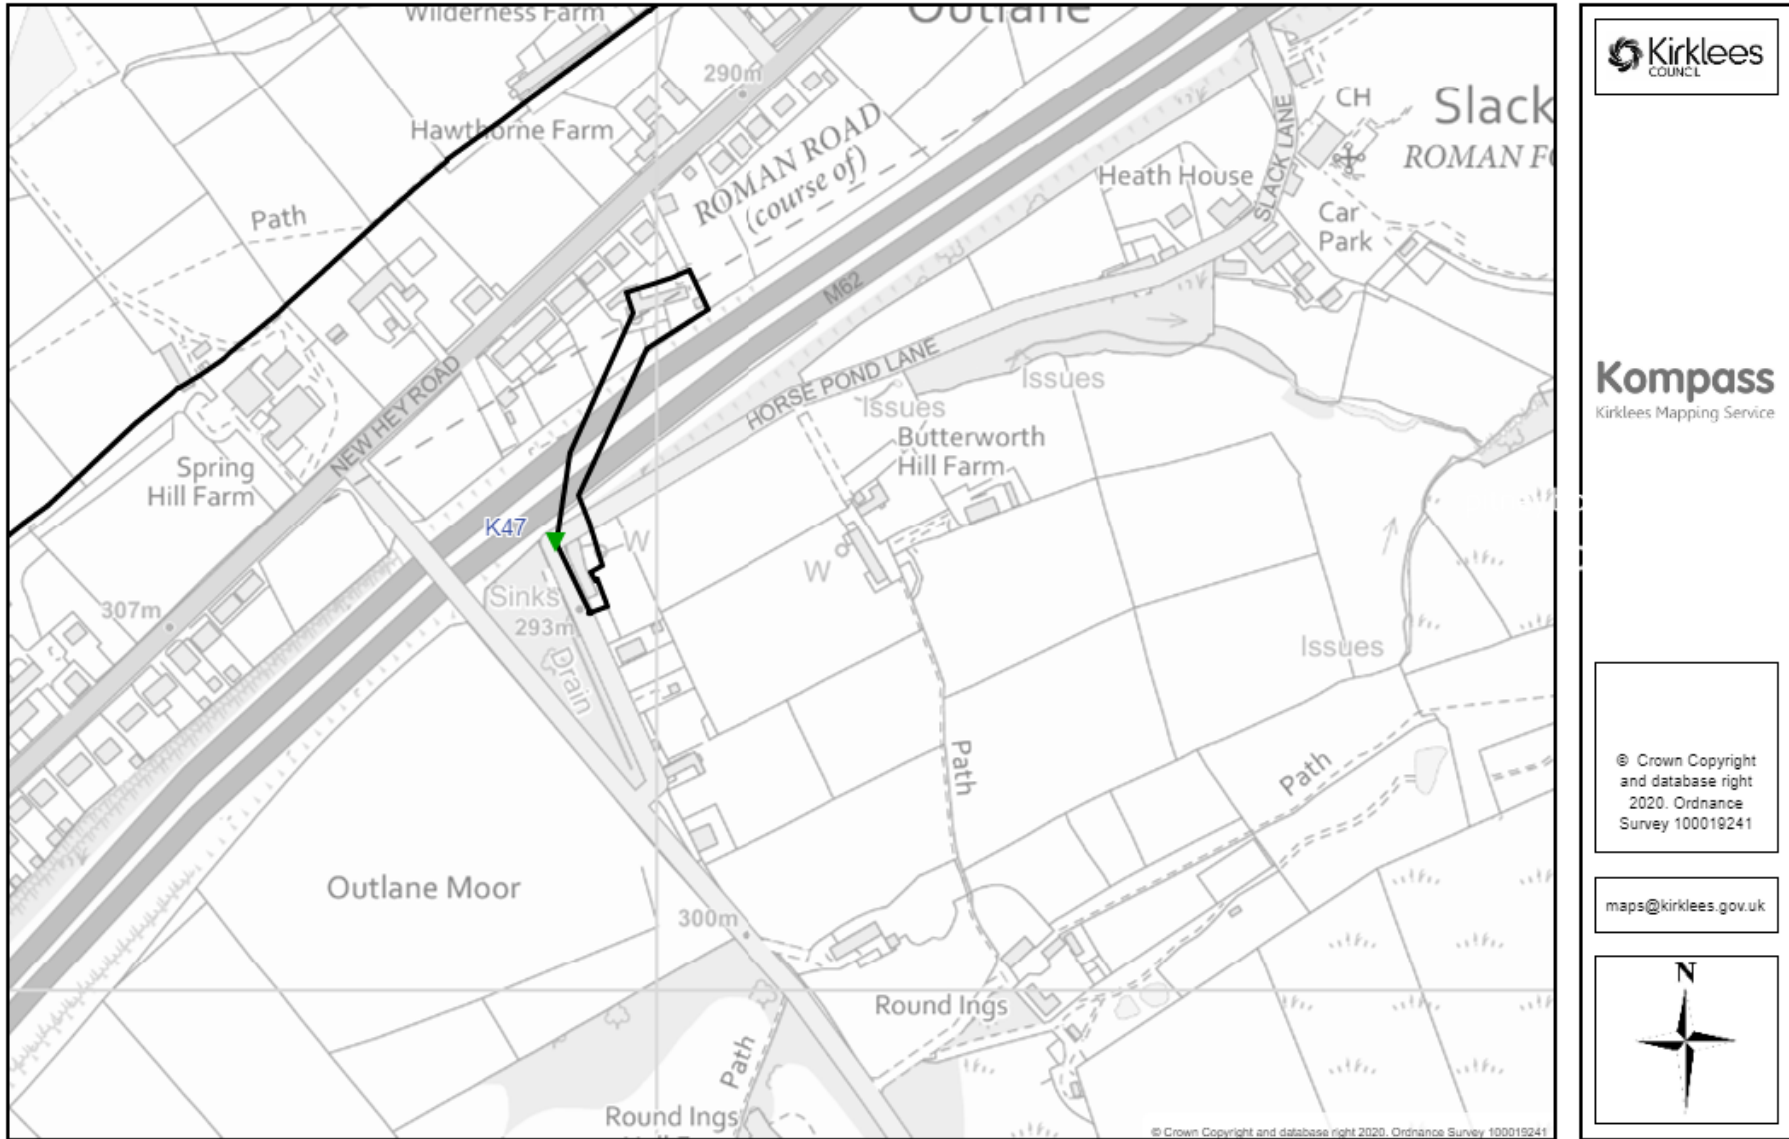 Wilderness Farm
Outlane
290m
Hawthorne Farm
ROMAN ROAD
(course of)
SLACK LANE
CH
Slack
ROMAN
Heath House
SLACK LANE
Car
Park
Path
M62
NEW HEY ROAD
HORSE POND LANE
Issues
Issues
Butterworth
Hill Farm
Spring
Hill Farm
K47
W
W
Sinks
293m
307m
Drain
Issues
Path
Path
Outlane Moor
300m
Round Ings
Path
Round Ings
© Crown Copyright and database right 2020. Ordnance Survey 100019241
Kirklees
COUNCIL
Kompass
Kirklees Mapping Service
© Crown Copyright
and database right
2020. Ordnance
Survey 100019241
maps@kirklees.gov.uk
N